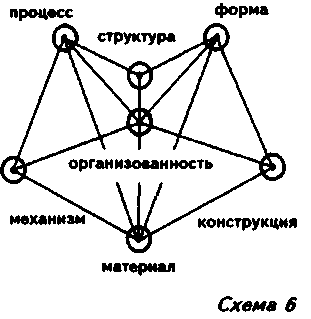 процесс
форма
структура
организованность
механизм
конструкция
материал
Схема 6